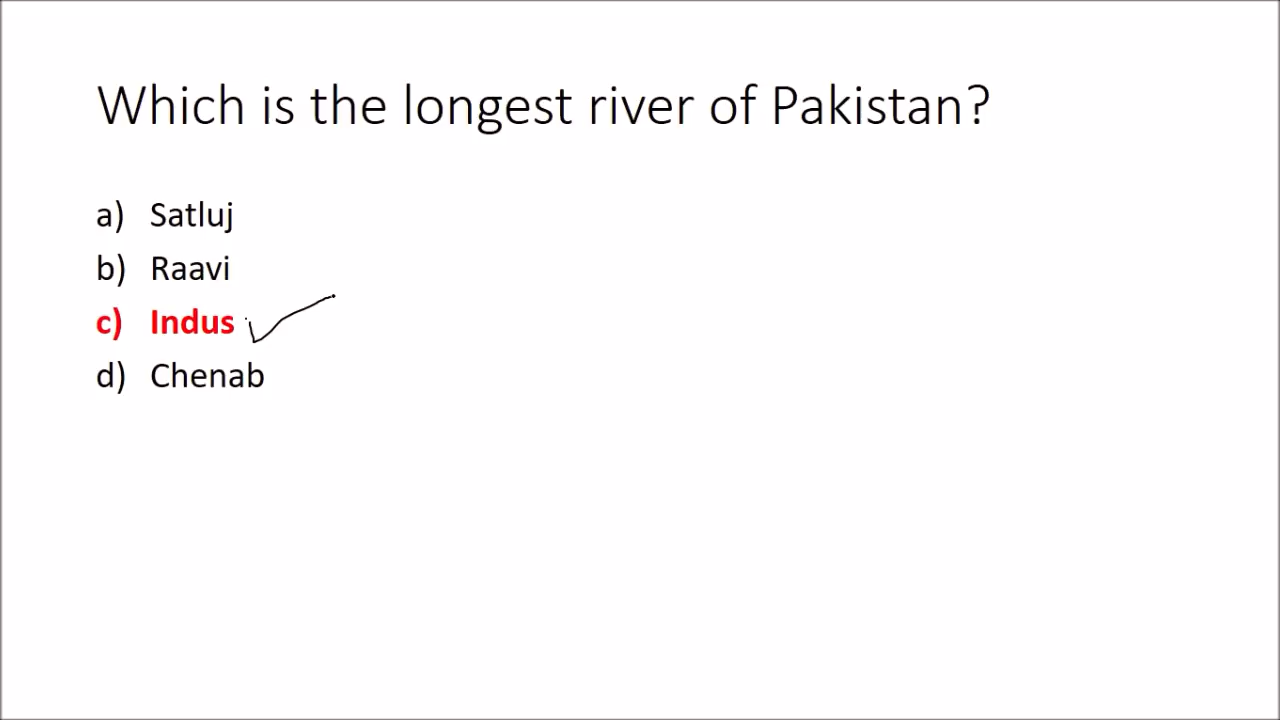 Which is the longest river of Pakistan?
a) Satluj
b) Raavi
c) Indus
d) Chenab